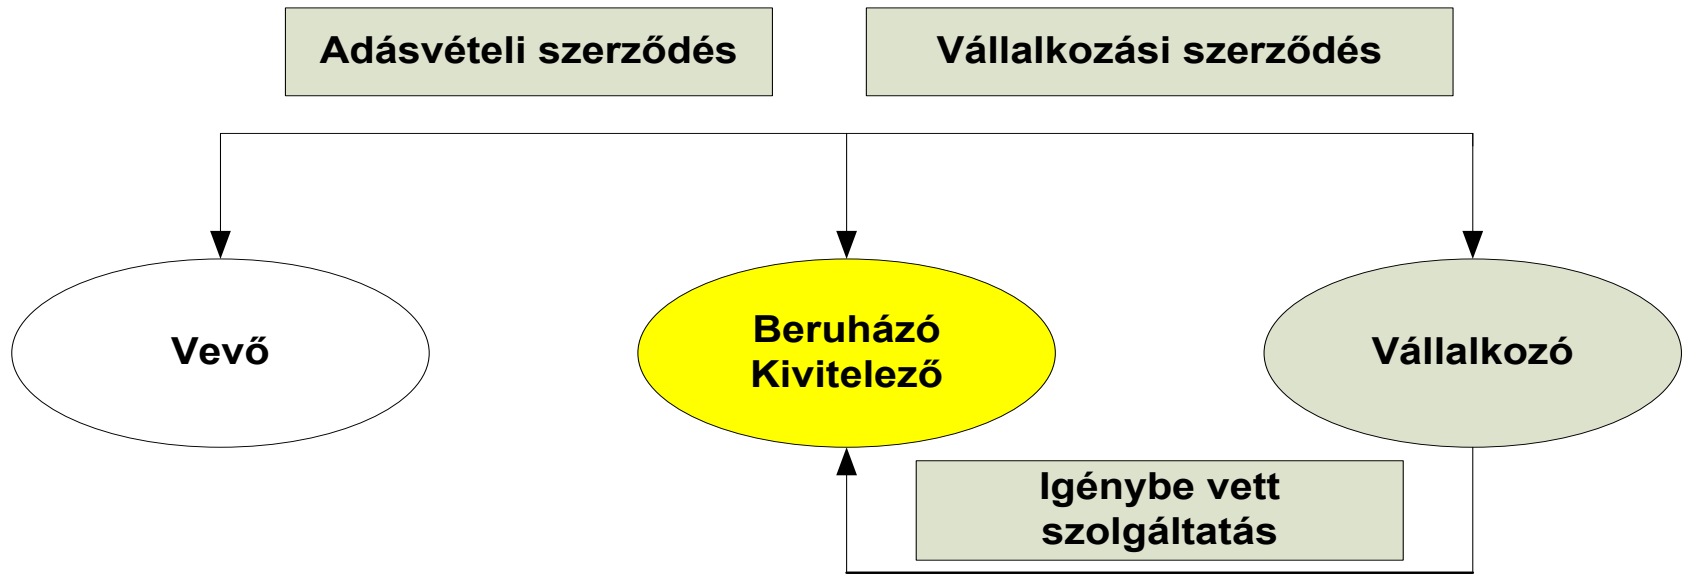 Adásvételi szerződés
Vállalkozási szerződés
Vevő
Beruházó
Kivitelező
Vállalkozó
Igénybe vett
szolgáltatás